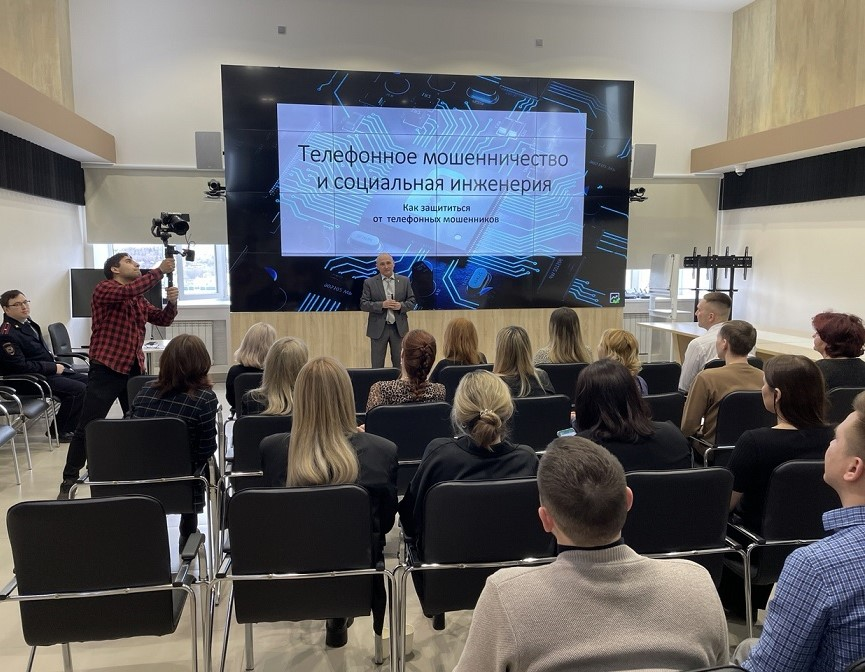 Телефонное мошенничество
и социальная инженерия
Как защититься
от телефонных мошенников